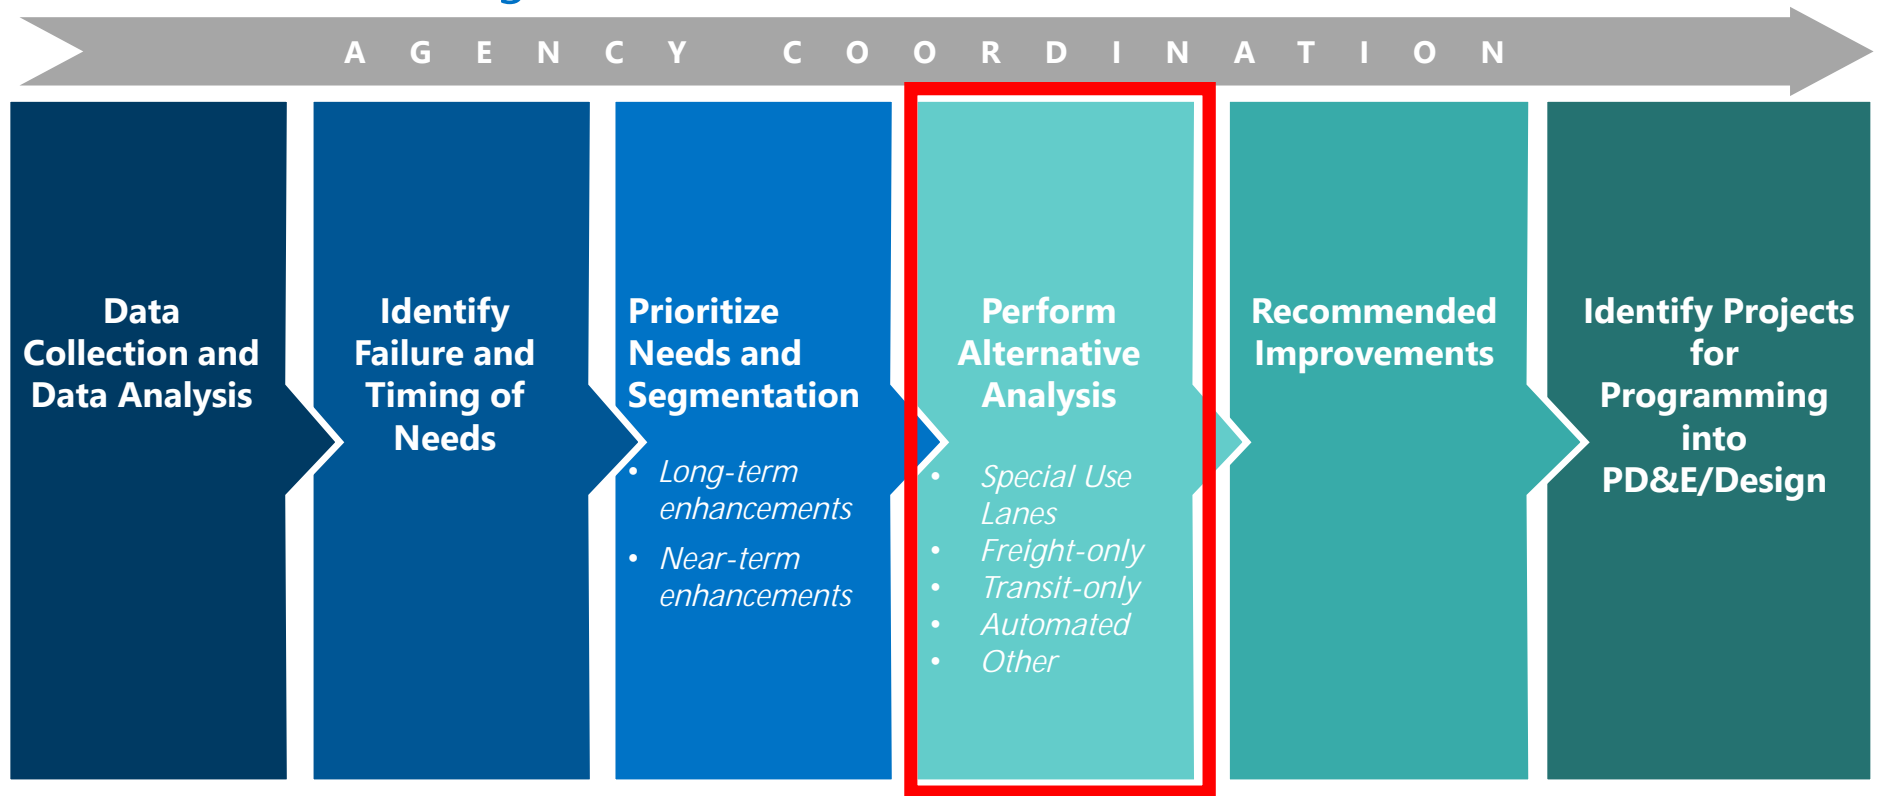 g
AGENCY COORDINATION
Data
Collection and
Data Analysis
Identify
Failure and
Timing of
Needs
Prioritize
Needs and
Segmentation
• Long-term
enhancements
• Near-term
enhancements
Perform
Alternative
Analysis
• Special Use
Lanes
• Freight-only
• Transit-only
• Automated
• Other
Recommended
Improvements
Identify Projects
for
Programming
into
PD&E/Design